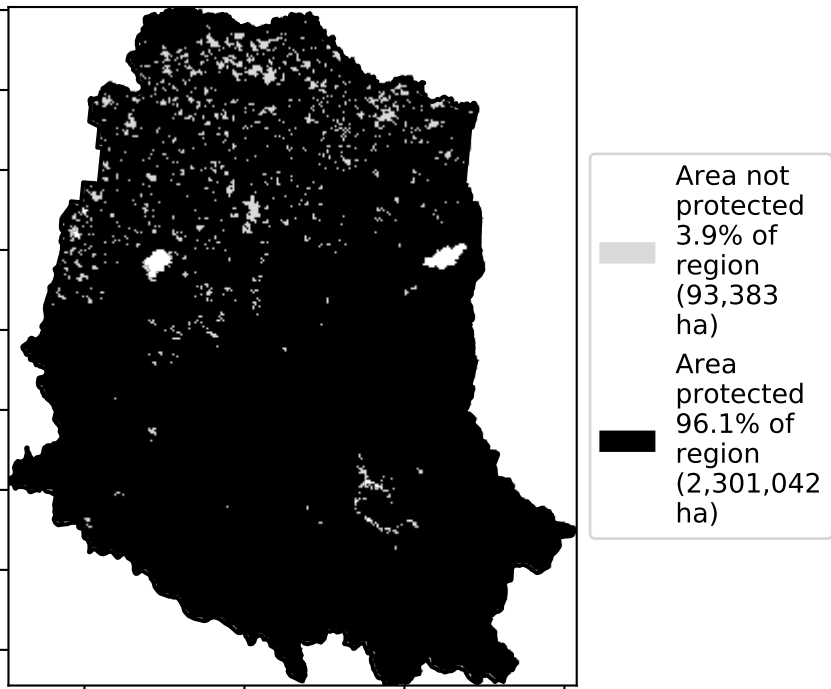 Area not
protected
3.9% of
region
(93,383
ha)
Area
protected
96.1% of
region
(2,301,042
ha)